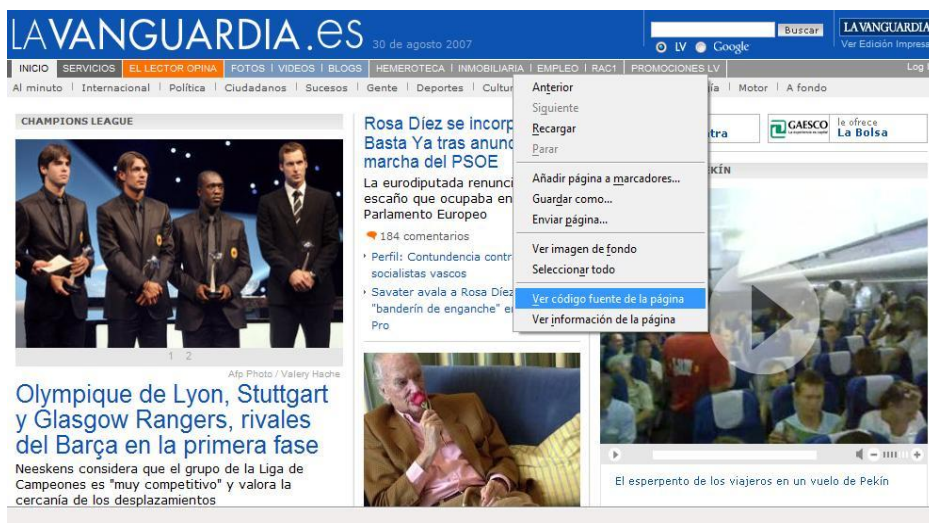 LAVANGUARDIA.es
30 de agosto 2007
Buscar
LV Google
LA VANGUARDIA
Ver Edición Impresa
INICIO SERVICIOS EL LECTOR OPINA FOTOS | VIDEOS | BLOGS HEMEROTECA | INMOBILIARIA | EMPLEO | RAC1 PROMOCIONES LV Log
Al minuto | Internacional | Política | Ciudadanos | Sucesos | Gente | Deportes | Cultur ía | Motor | A fondo
CHAMPIONS LEAGUE
1 2
Afp Photo / Valery Hache
Olympique de Lyon, Stuttgart
y Glasgow Rangers, rivales
del Barça en la primera fase
Neeskens considera que el grupo de la Liga de
Campeones es "muy competitivo" y valora la
cercanía de los desplazamientos
Rosa Díez se incorp
Basta Ya tras anunc
marcha del PSOE
La eurodiputada renunci
escaño que ocupaba en
Parlamento Europeo
184 comentarios
Perfil: Contundencia contr
socialistas vascos
Savater avala a Rosa Díez
"banderín de enganche" e
Pro
Anterior
Siguiente
Recargar
Parar
Añadir página a marcadores...
Guardar como...
Enviar página...
Ver imagen de fondo
Seleccionar todo
Ver código fuente de la página
Ver información de la página
tra
GAESCO
le ofrece
La Bolsa
KÍN
El esperpento de los viajeros en un vuelo de Pekín